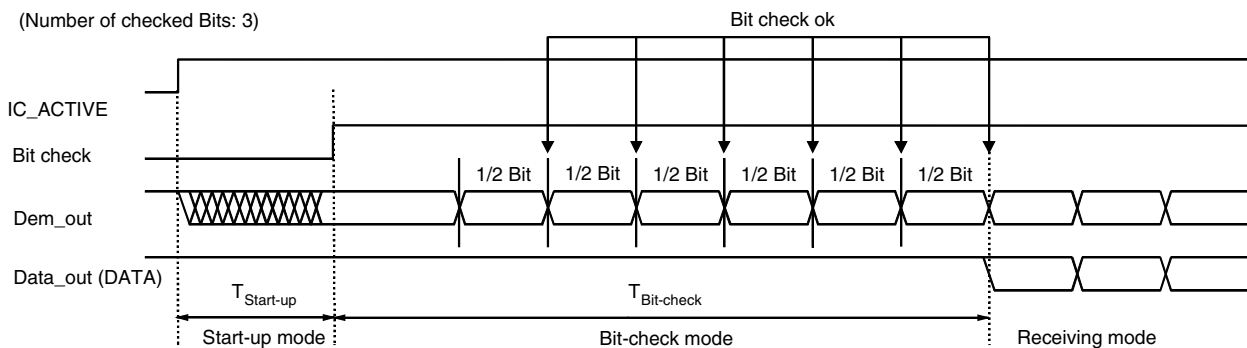 (Number of checked Bits: 3)
Bit check ok
IC_ACTIVE
Bit check
1/2 Bit 1/2 Bit 1/2 Bit 1/2 Bit 1/2 Bit 1/2 Bit
Dem_out
Data_out (DATA)
TStart-up TBit-check
Start-up mode Bit-check mode Receiving mode